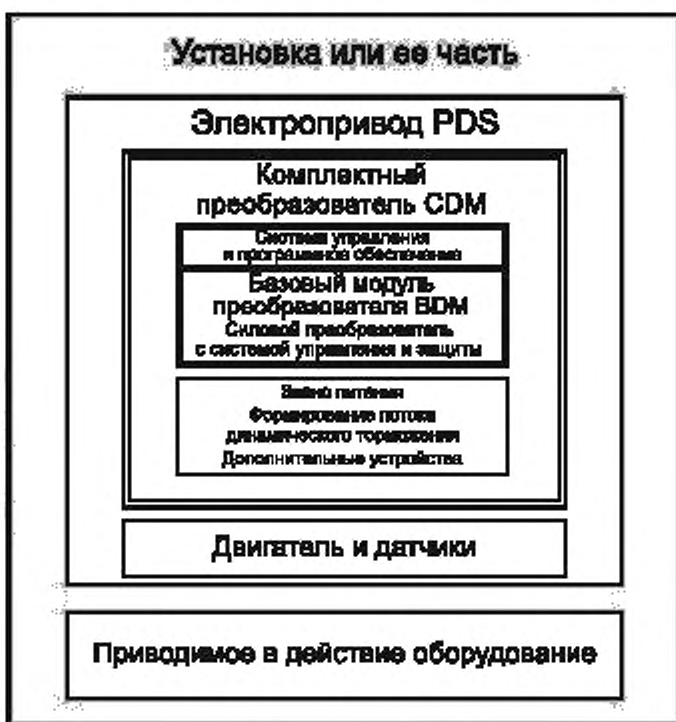 Установка или ее часть
Электропривод PDS
Комплектный
преобразователь CDM
Система управления
и программное обеспечение
Базовый модуль
преобразователя BDM
Силовой преобразователь
с системой управления и защиты
Звено питания
Формирование потока
динамического торможения
Дополнительные устройства
Двигатель и датчики
Приводимое в действие оборудование